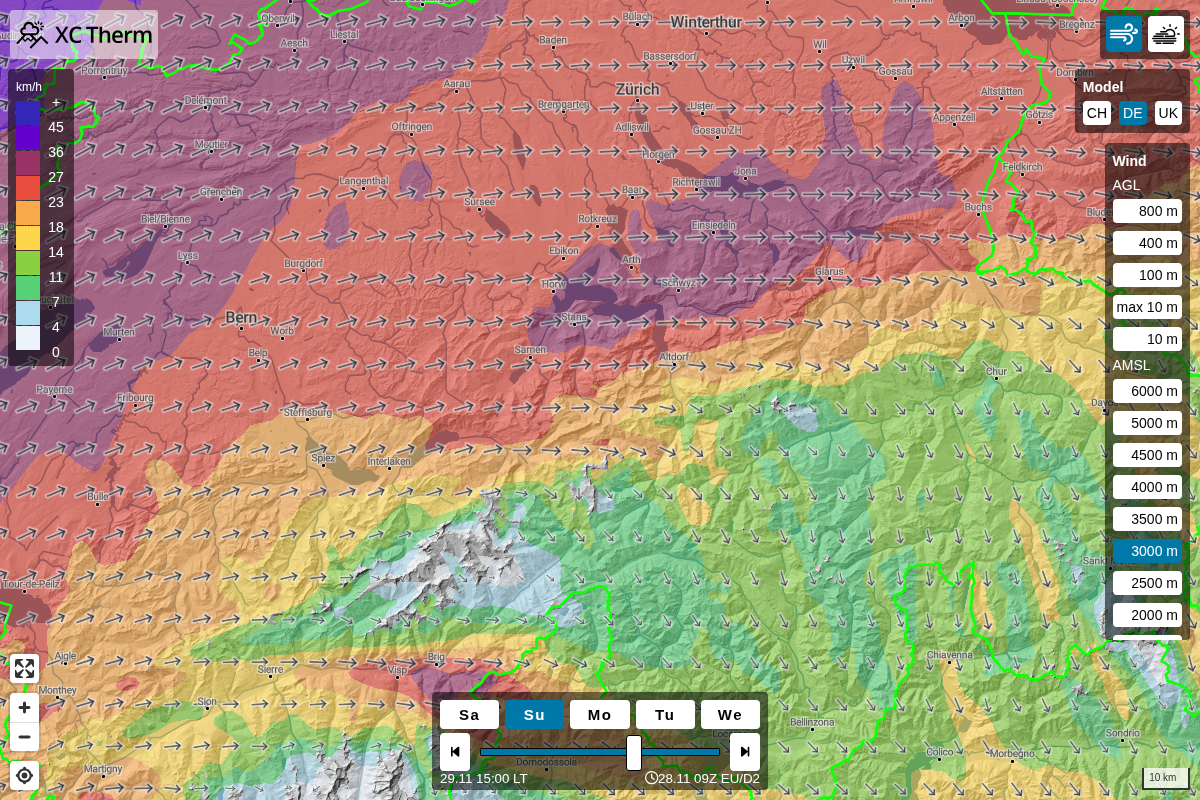 XC Therm
km/h
+
45
36
27
23
18
14
11
7
4
0
Model
CH DE UK
Wind
AGL
800 m
400 m
100 m
max 10 m
10 m
AMSL
6000 m
5000 m
4500 m
4000 m
3500 m
3000 m
2500 m
2000 m
Oberwil
Liestal
Aesch
Porrentruy
Delémont
Moutier
Grenchen
Biel/Bienne
Lyss
Murten
Payerne
Fribourg
Bulle
Tour-de-Peilz
Aigle
Monthey
Martigny
Sion
Sierre
Visp
Brig
Domodossola
Bern
Worb
Belp
Burgdorf
Langenthal
Oftringen
Aarau
Baden
Bülach
Winterthur
Bassersdorf
Zürich
Bremgarten
Adliswil
Uster
Gossau ZH
Horgen
Wil
Uzwil
Gossau
Arbon
Bregenz
Dornbirn
Altstätten
Götzis
Appenzell
Feldkirch
Buchs
Jona
Richterswil
Baar
Sursee
Rotkreuz
Einsiedeln
Ebikon
Arth
Horw
Schwyz
Glarus
Stans
Sarnen
Altdorf
Steffisburg
Spiez
Interlaken
Chur
Chiavenna
Bellinzona
Colico
Morbegno
Sondrio
Sa Su Mo Tu We
29.11 15:00 LT
28.11 09Z EU/D2
10 km